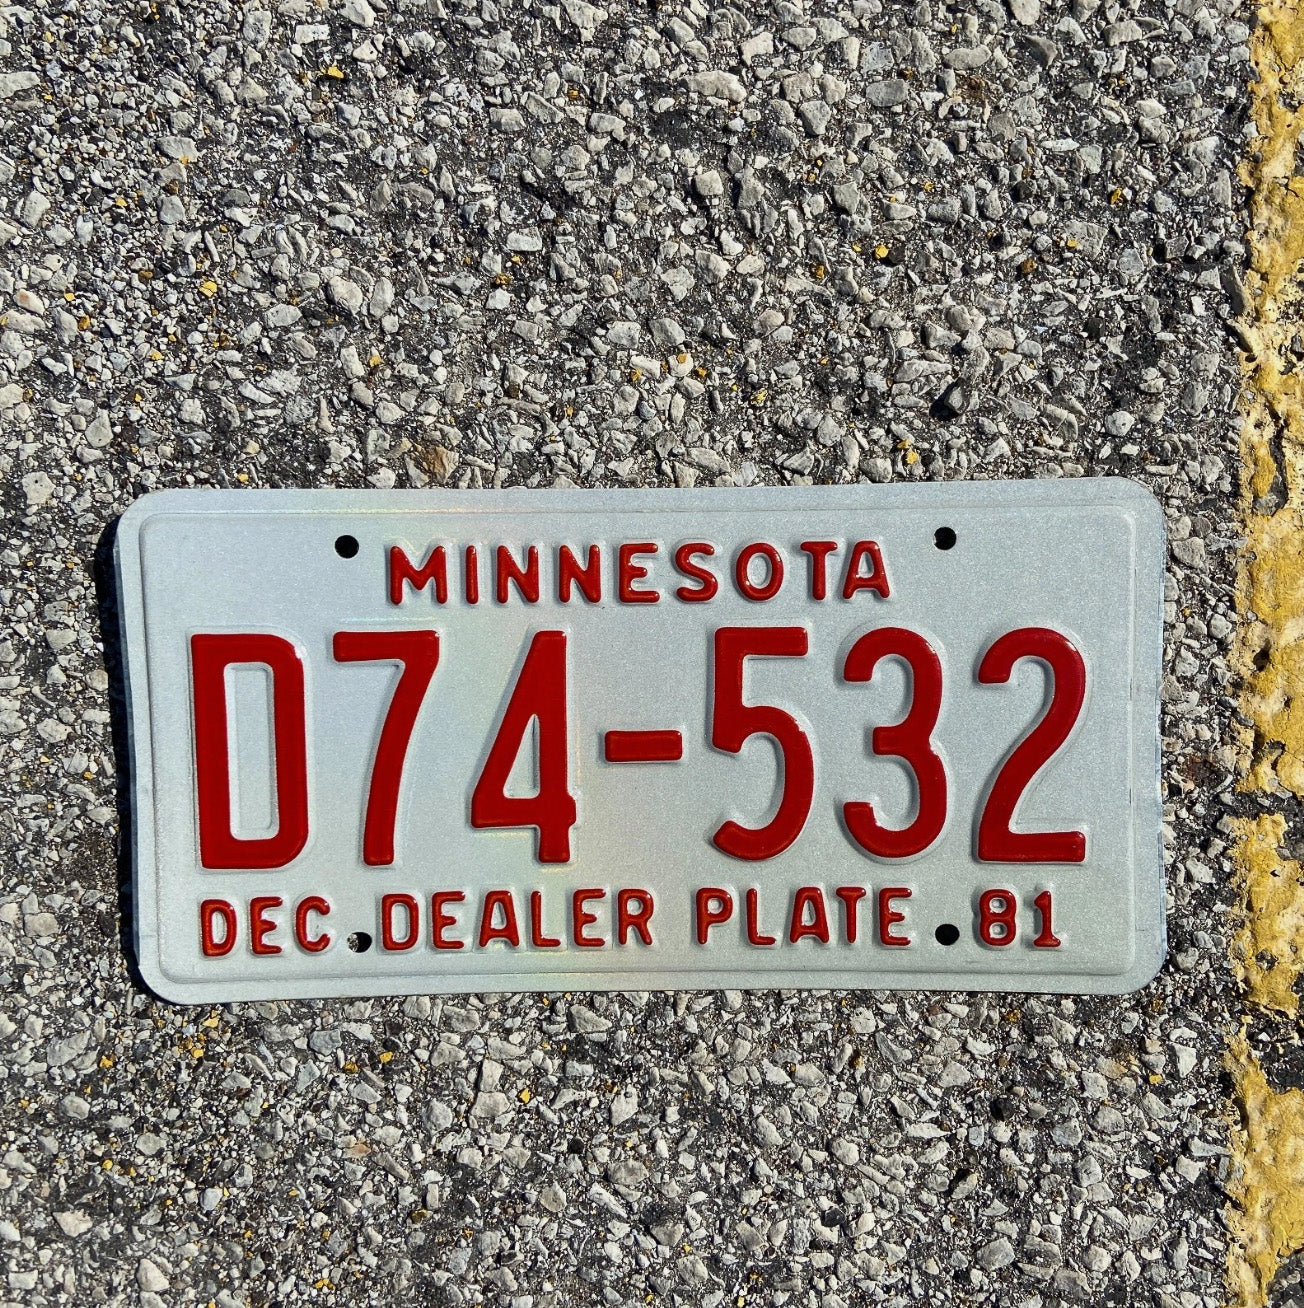 MINNESOTA
D74-532
DEC DEALER PLATE 81